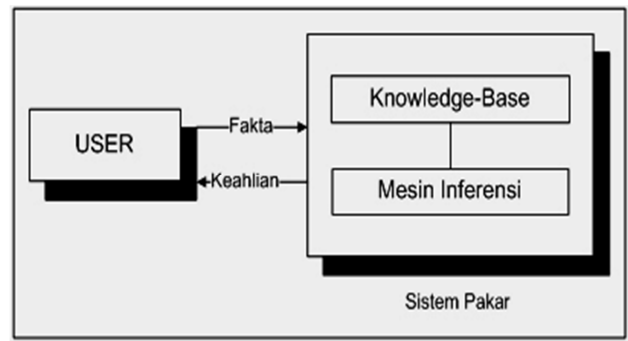 USER
Fakta
Keahlian
Knowledge-Base
Mesin Inferensi
Sistem Pakar